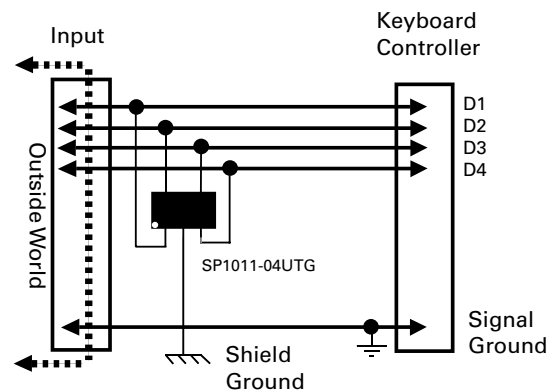 Input
Keyboard
Controller
D1
D2
D3
D4
Outside World
SP1011-04UTG
Shield
Ground
Signal
Ground